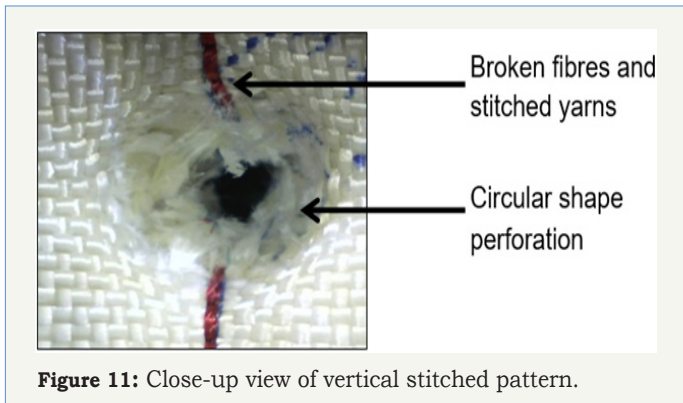 Broken fibres and
stitched yarns
Circular shape
perforation
Figure 11: Close-up view of vertical stitched pattern.